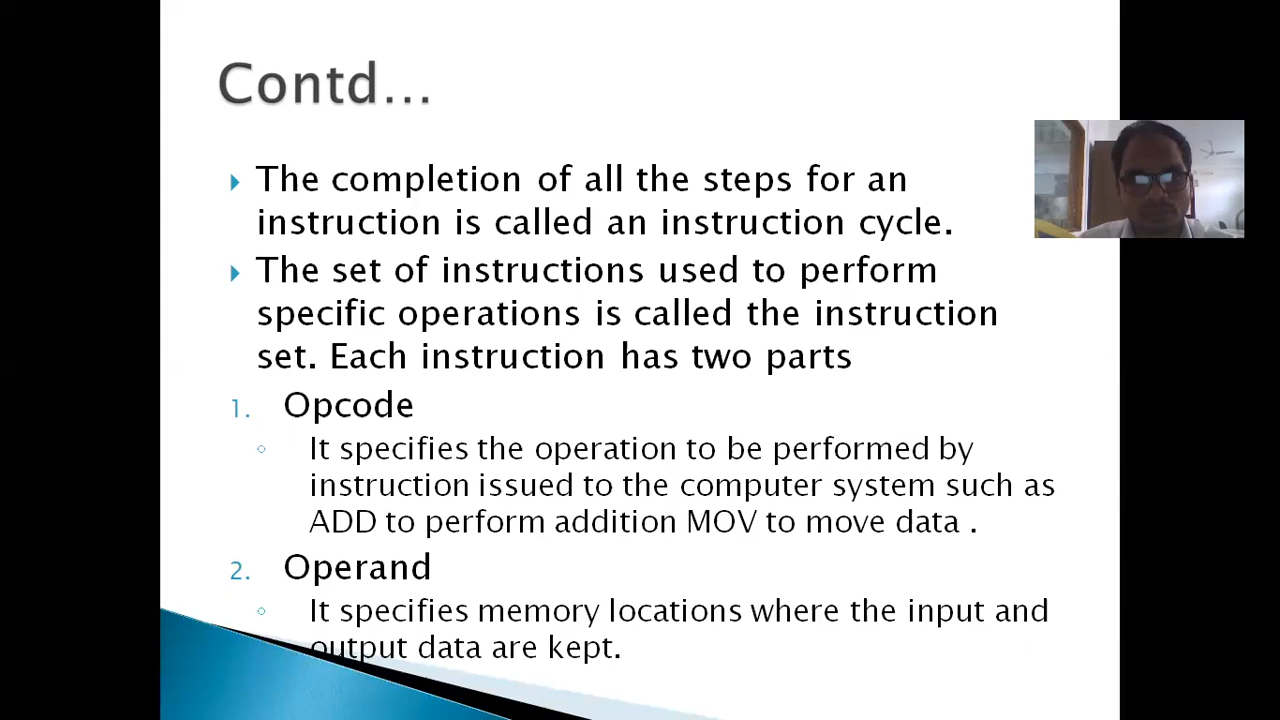 Contd...
The completion of all the steps for an
instruction is called an instruction cycle.
The set of instructions used to perform
specific operations is called the instruction
set. Each instruction has two parts
1. Opcode
It specifies the operation to be performed by
instruction issued to the computer system such as
ADD to perform addition MOV to move data .
2. Operand
It specifies memory locations where the input and
output data are kept.